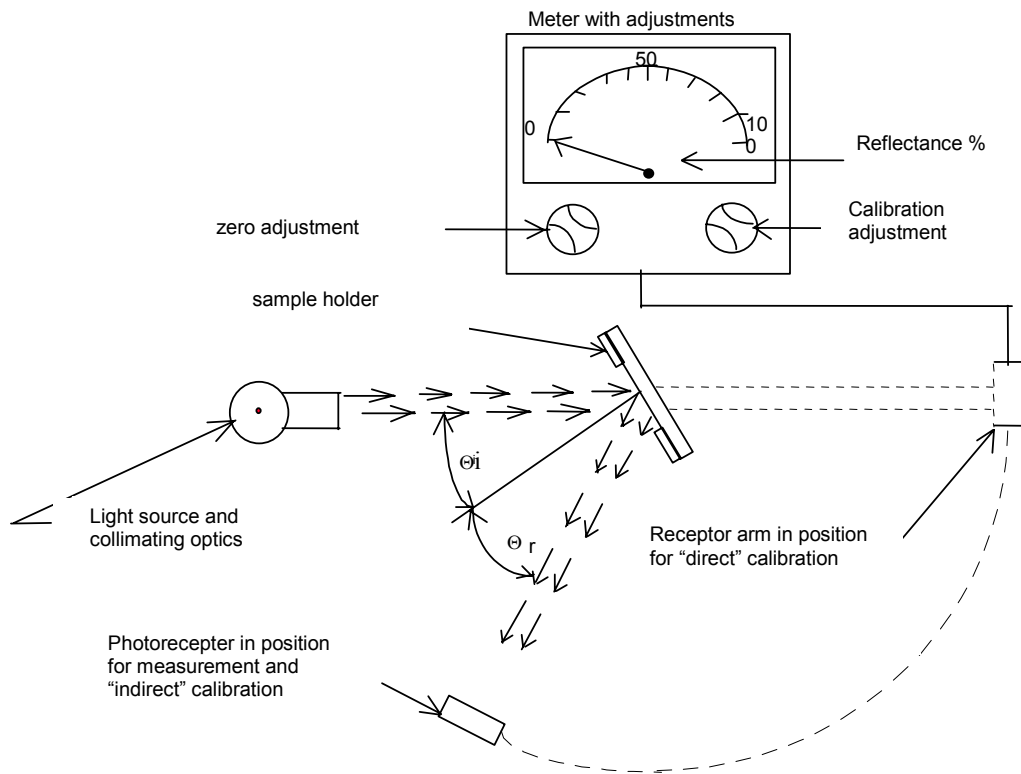 Meter with adjustments
50
0
10
0
Reflectance %
zero adjustment
Calibration
adjustment
sample holder
Θi
Θ r
Light source and
collimating optics
Receptor arm in position
for “direct” calibration
Photorecepter in position
for measurement and
“indirect” calibration